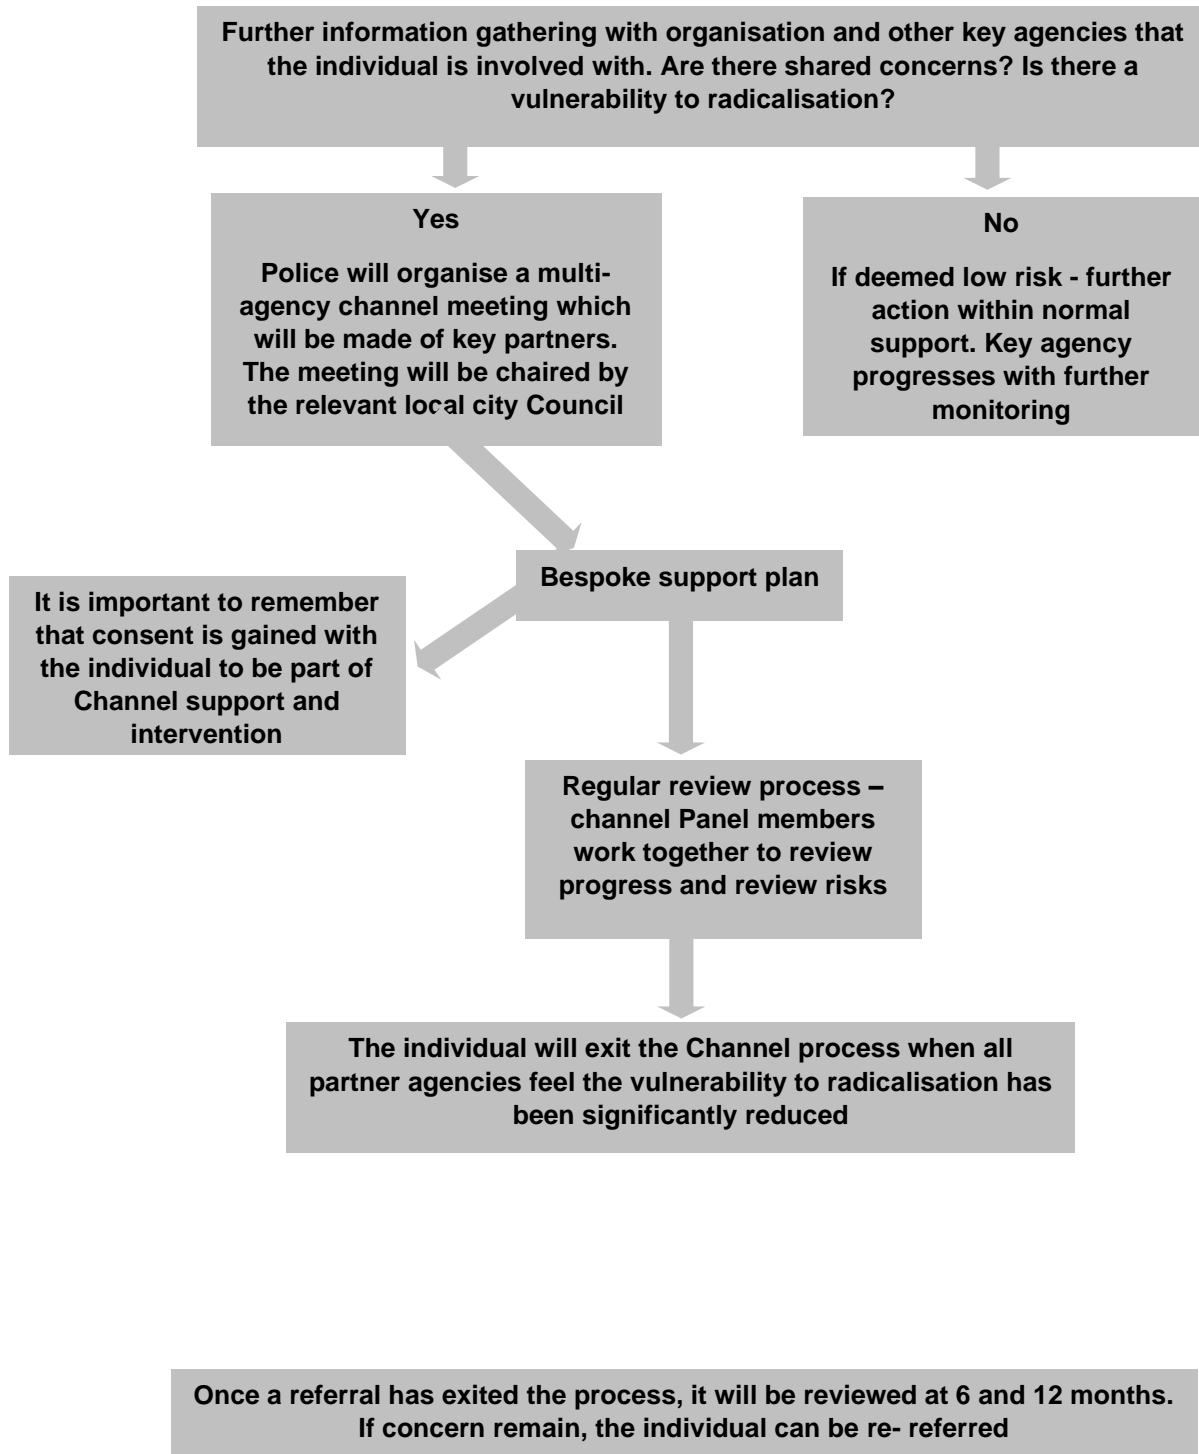 Further information gathering with organisation and other key agencies that
the individual is involved with. Are there shared concerns? Is there a
vulnerability to radicalisation?
Yes
Police will organise a multi-
agency channel meeting which
will be made of key partners.
The meeting will be chaired by
the relevant local city Council
No
If deemed low risk - further
action within normal
support. Key agency
progresses with further
monitoring
Bespoke support plan
It is important to remember
that consent is gained with
the individual to be part of
Channel support and
intervention
Regular review process –
channel Panel members
work together to review
progress and review risks
The individual will exit the Channel process when all
partner agencies feel the vulnerability to radicalisation has
been significantly reduced
Once a referral has exited the process, it will be reviewed at 6 and 12 months.
If concern remain, the individual can be re- referred